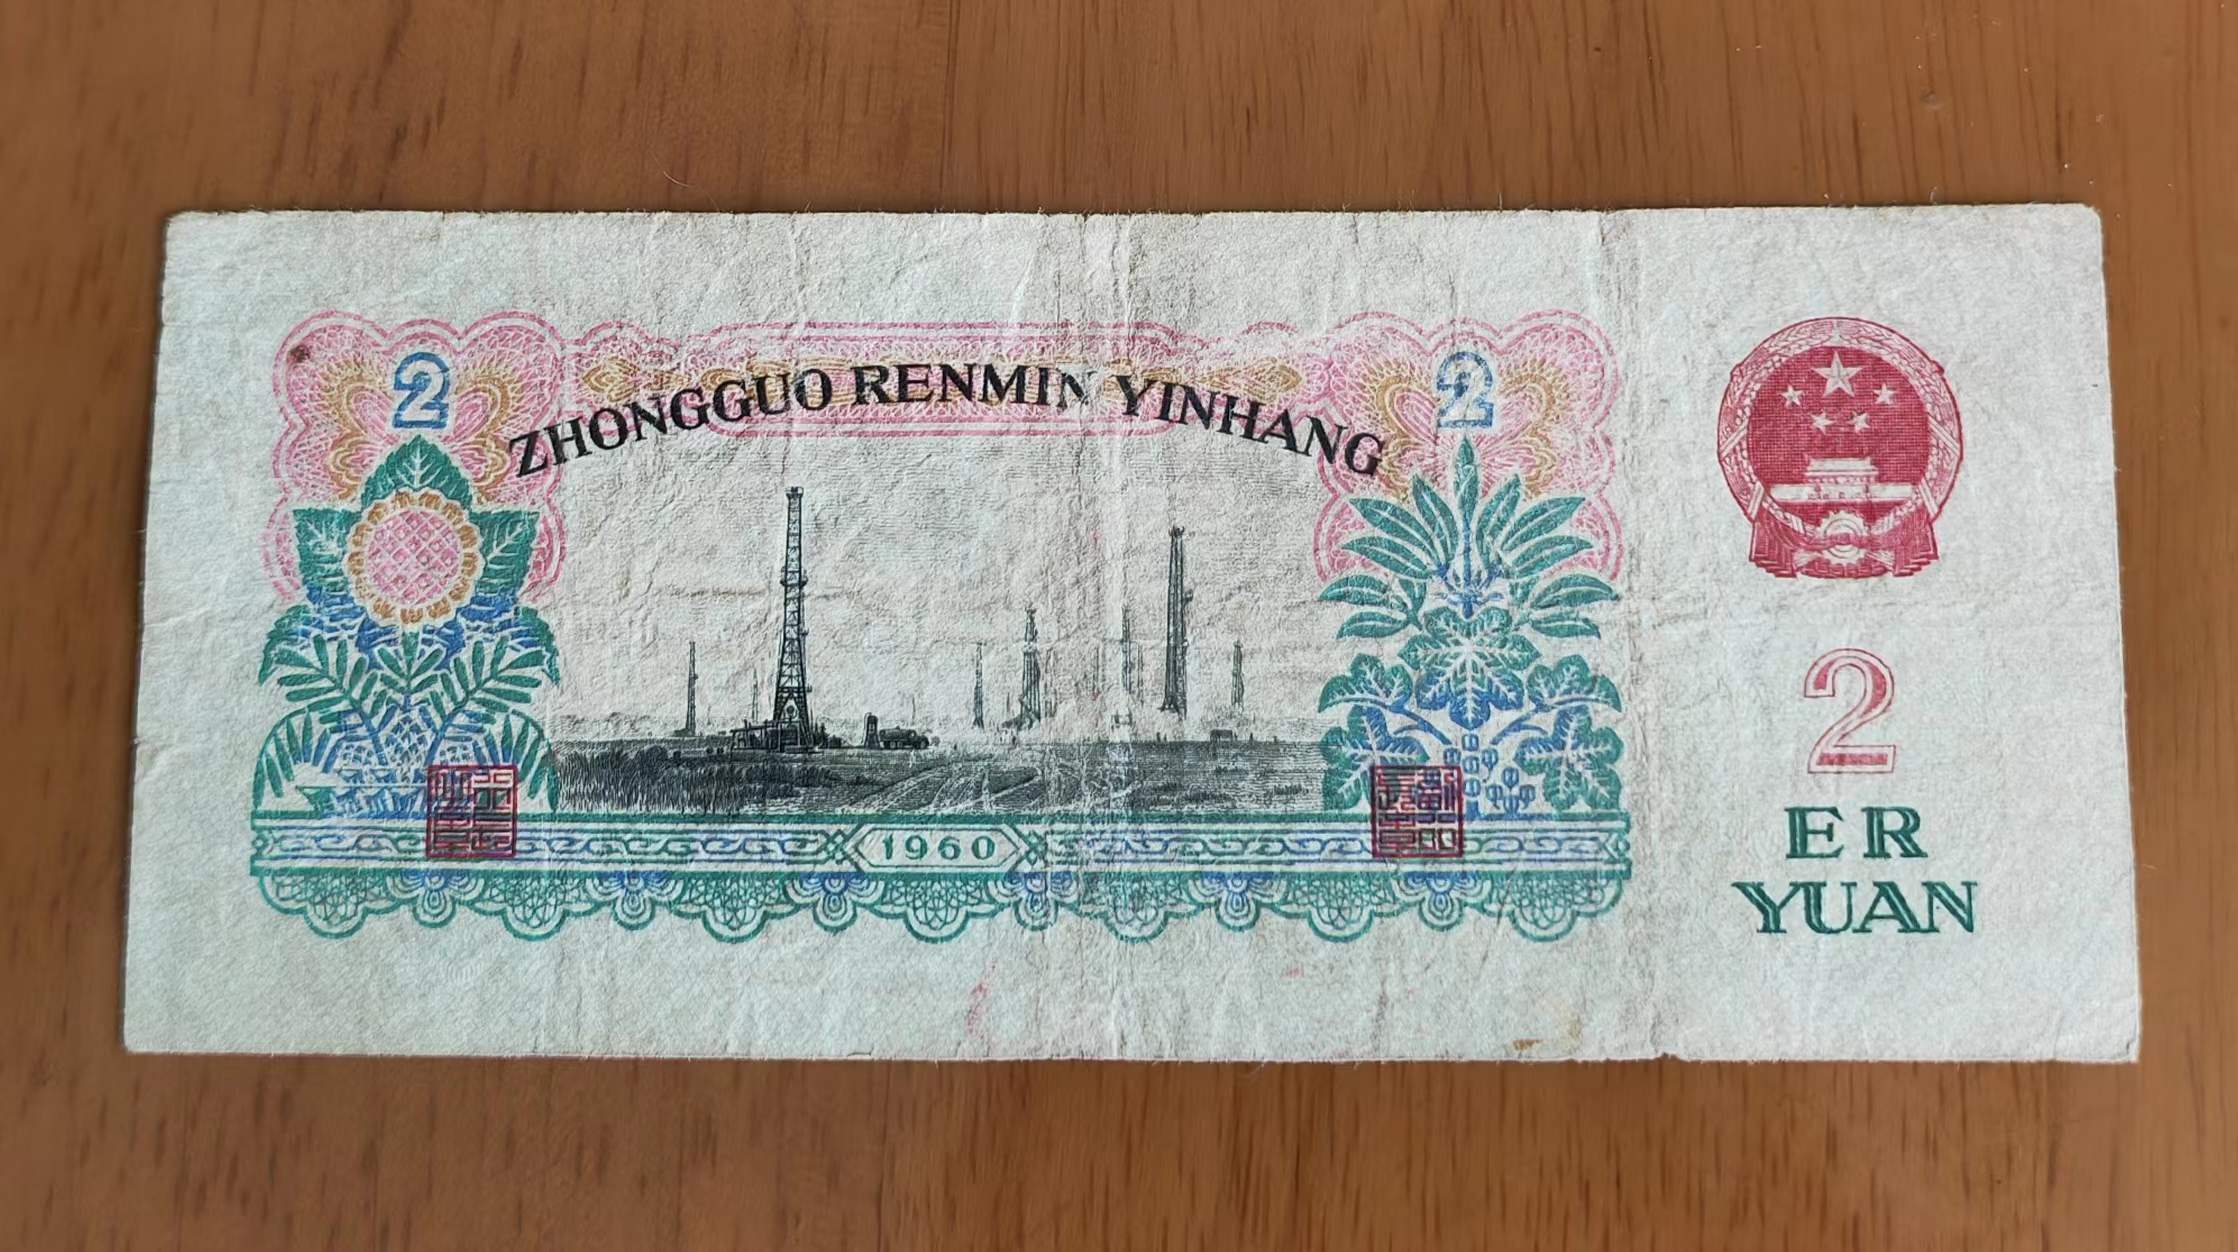 2
2
ZHONGGUO RENMIN YINHANG
1960
2
ER
YUAN